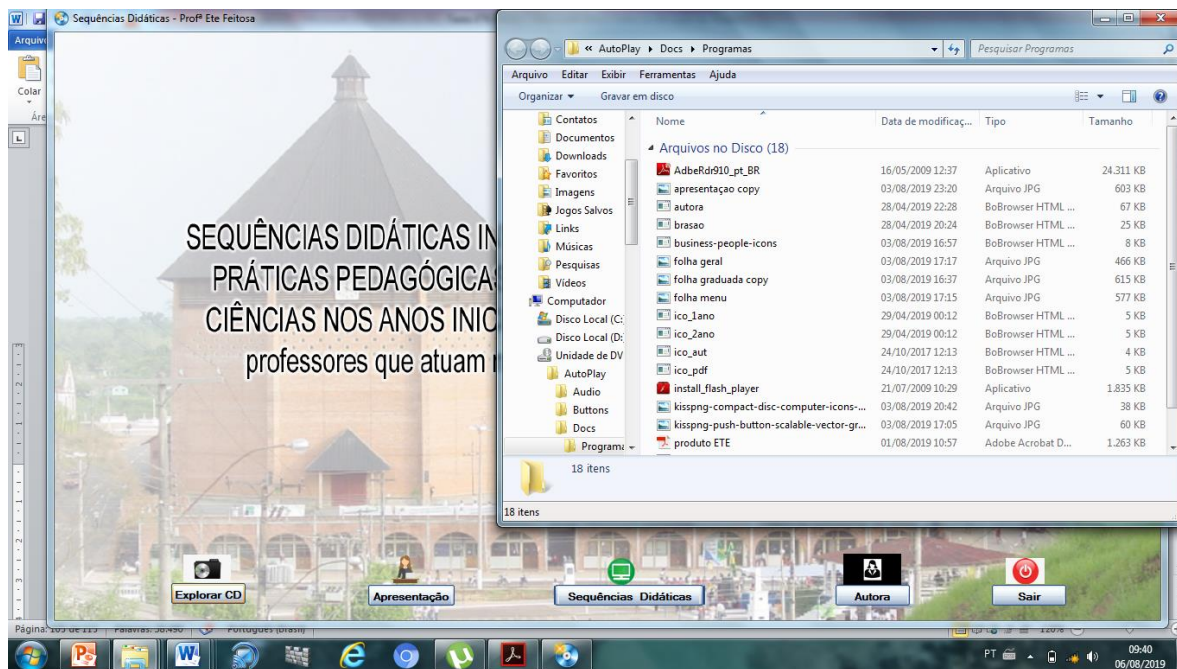 Sequências Didáticas - Profª Ete Feitosa
Arquivo
Colar
SEQUÊNCIAS DIDÁTICAS IN
PRÁTICAS PEDAGÓGICAS
CIÊNCIAS NOS ANOS INIC
professores que atuam
« AutoPlay ▸ Docs ▸ Programas
Pesquisar Programas
Arquivo Editar Exibir Ferramentas Ajuda
Organizar Gravar em disco
Contatos
Documentos
Downloads
Favoritos
Imagens
Jogos Salvos
Links
Músicas
Pesquisas
Vídeos
Computador
Disco Local (C:
Disco Local (D:
Unidade de DV
AutoPlay
Audio
Buttons
Docs
Programa
Nome Data de modificaç... Tipo Tamanho
Arquivos no Disco (18)
AdbeRdr910_pt_BR 16/05/2009 12:37 Aplicativo 24.311 KB
apresentaçao copy 03/08/2019 23:20 Arquivo JPG 603 KB
autora 28/04/2019 22:28 BoBrowser HTML ... 67 KB
brasao 28/04/2019 20:24 BoBrowser HTML ... 25 KB
business-people-icons 03/08/2019 16:57 BoBrowser HTML ... 8 KB
folha geral 03/08/2019 17:17 Arquivo JPG 466 KB
folha graduada copy 03/08/2019 16:37 Arquivo JPG 615 KB
folha menu 03/08/2019 17:15 Arquivo JPG 577 KB
ico_1ano 29/04/2019 00:12 BoBrowser HTML ... 5 KB
ico_2ano 29/04/2019 00:12 BoBrowser HTML ... 5 KB
ico_aut 24/10/2017 12:13 BoBrowser HTML ... 4 KB
ico_pdf 24/10/2017 12:13 BoBrowser HTML ... 5 KB
install_flash_player 21/07/2009 10:29 Aplicativo 1.835 KB
kisspng-compact-disc-computer-icons-... 03/08/2019 20:42 Arquivo JPG 38 KB
kisspng-push-button-scalable-vector-gr... 03/08/2019 17:05 Arquivo JPG 60 KB
produto ETE 01/08/2019 10:57 Adobe Acrobat D... 1.263 KB
18 itens
18 itens
Explorar CD
Apresentação
Sequências Didáticas
Autora
Sair
Página: 105 de 115 Palavras: 38.490 Português (Brasil) 120%
PT 09:40
06/08/2019